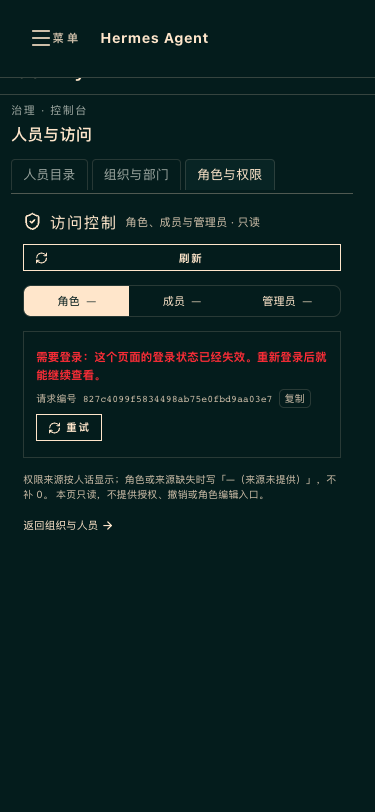 菜单 Hermes Agent
治理 · 控制台
人员与访问
人员目录 组织与部门 角色与权限
访问控制 角色、成员与管理员 · 只读
刷新
角色 — 成员 — 管理员 —
需要登录：这个页面的登录状态已经失效。重新登录后就
能继续查看。
请求编号 827c4099f5834498ab75e0fbd9aa03e7 复制
重试
权限来源按人话显示；角色或来源缺失时写「—（来源未提供）」，不
补 0。本页只读，不提供授权、撤销或角色编辑入口。
返回组织与人员 →